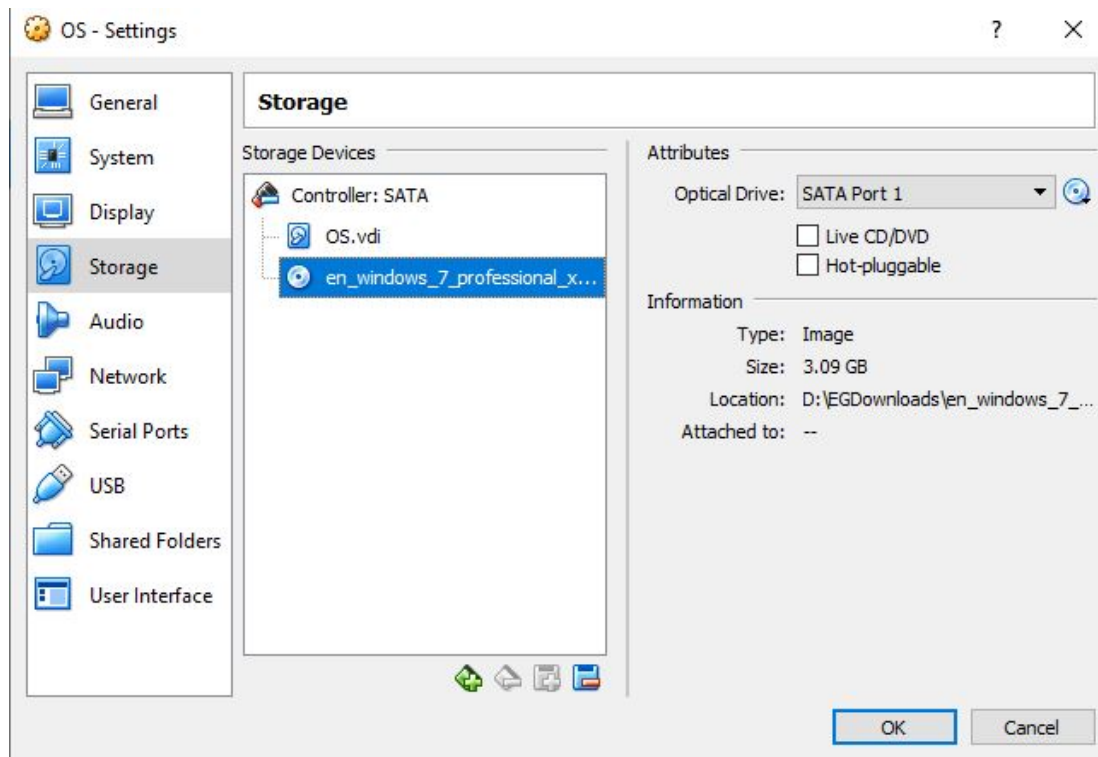 OS - Settings
?
General
System
Display
Storage
Audio
Network
Serial Ports
USB
Shared Folders
User Interface
Storage
Storage Devices
Controller: SATA
OS.vdi
en_windows_7_professional_x...
Attributes
Optical Drive: SATA Port 1
Live CD/DVD
Hot-pluggable
Information
Type: Image
Size: 3.09 GB
Location: D:\EGDownloads\en_windows_7_...
Attached to: --
OK
Cancel